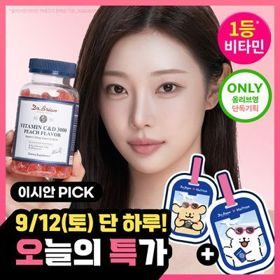 1등
비타민
ONLY
올리브영
단독기획
Dr.Bruien
VITAMIN C&D 3000
PEACH FLAVOR
이시안 PICK
9/12(토) 단 하루!
오늘의 특가
+